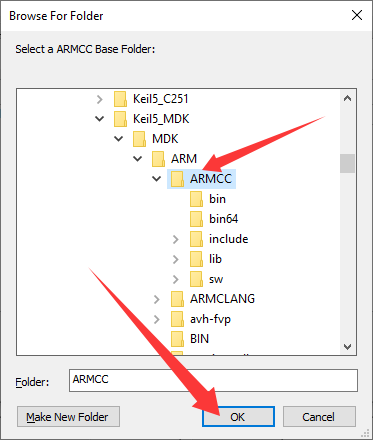 Browse For Folder
Select a ARMCC Base Folder:
Keil5_C251
Keil5_MDK
MDK
ARM
ARMCC
bin
bin64
include
lib
sw
ARMCLANG
avh-fvp
BIN
Folder:
ARMCC
Make New Folder
OK
Cancel